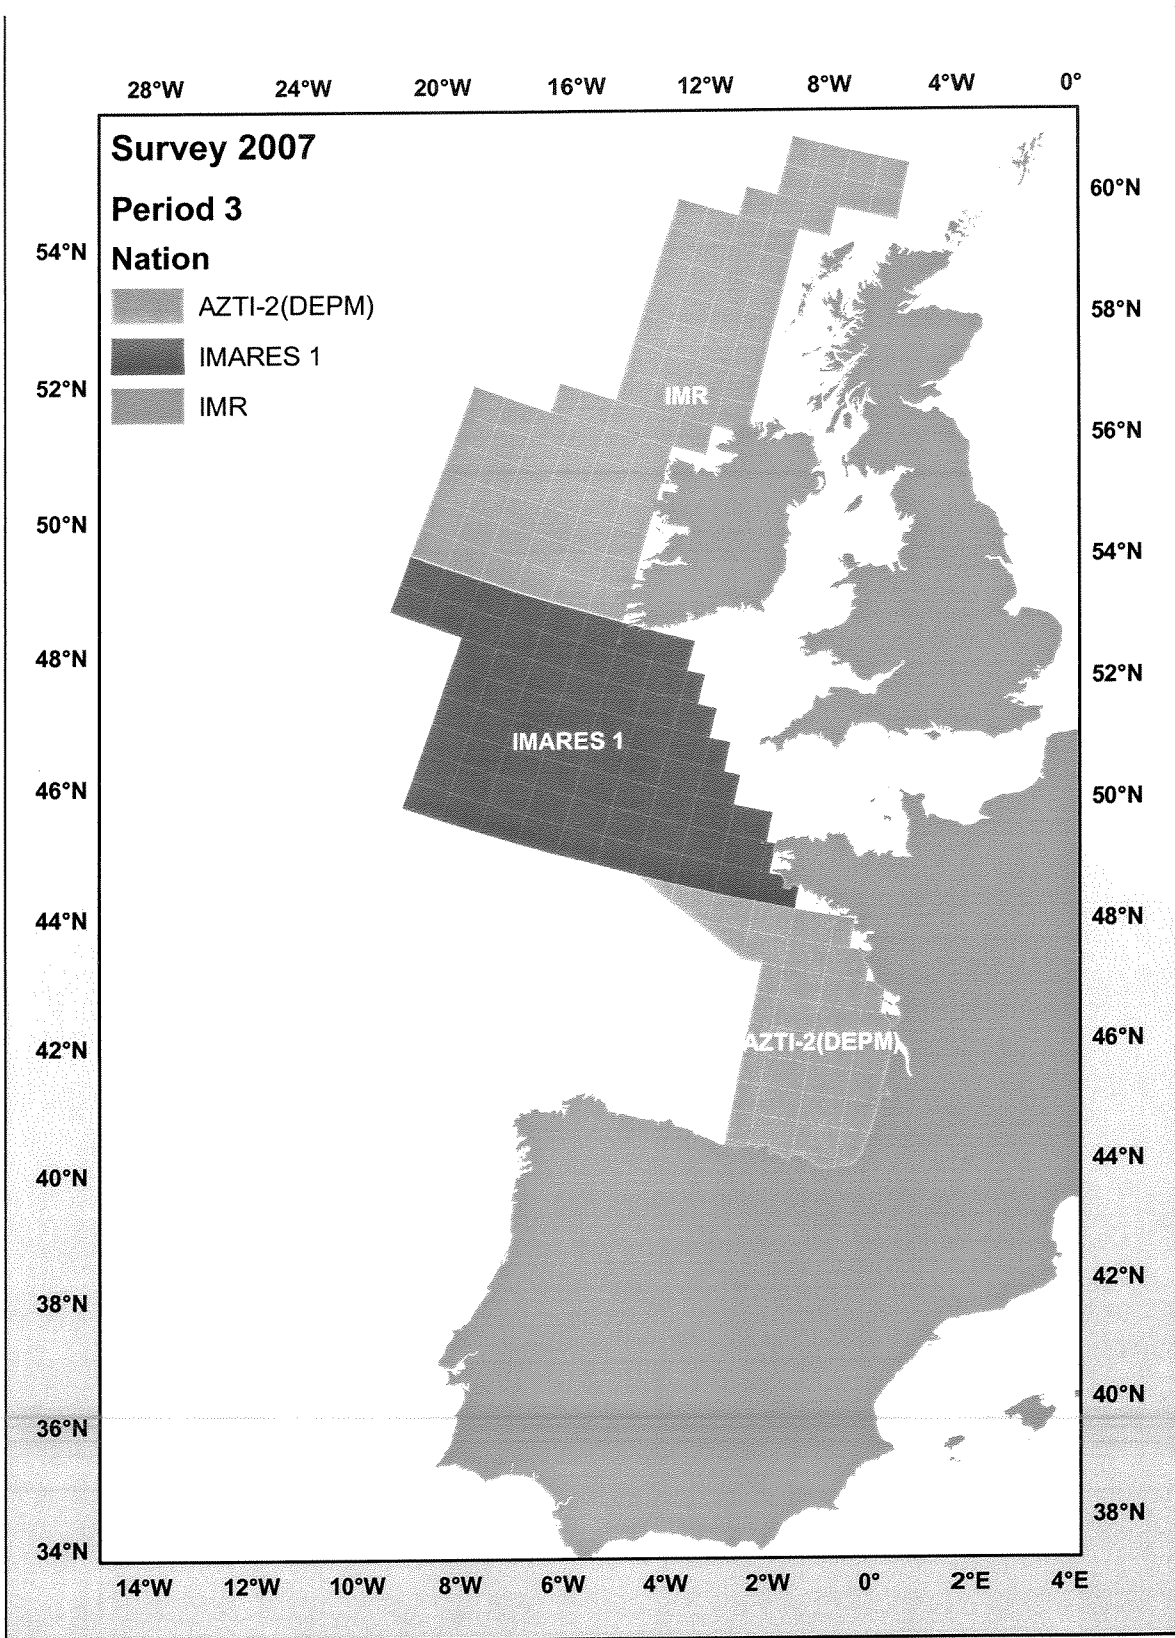 28°W 24°W 20°W 16°W 12°W 8°W 4°W 0°
Survey 2007
Period 3
Nation
AZTI-2(DEPM)
IMARES 1
IMR
54°N
52°N
50°N
48°N
46°N
44°N
42°N
40°N
38°N
36°N
34°N
IMR
IMARES 1
AZTI-2(DEPM)
60°N
58°N
56°N
54°N
52°N
50°N
48°N
46°N
44°N
42°N
40°N
38°N
14°W 12°W 10°W 8°W 6°W 4°W 2°W 0° 2°E 4°E